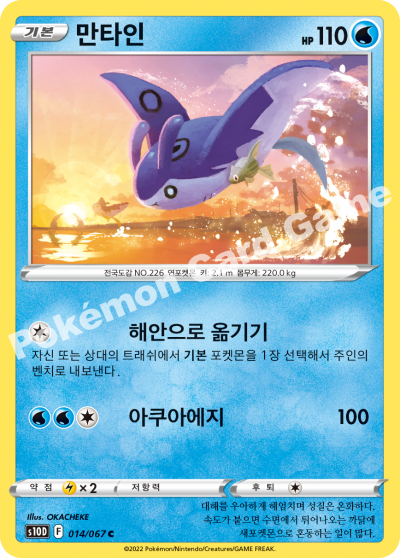 기본 만타인 HP 110
전국도감 NO.226 연포켓몬 키: 2.1 m 몸무게: 220.0 kg
Pokémon Card Game
해안으로 옮기기
자신 또는 상대의 트래쉬에서 기본 포켓몬을 1장 선택해서 주인의
벤치로 내보낸다.
아쿠아에지 100
약점 ×2 저항력 후퇴
Illus. OKACHEKE
s10D F 014/067 C
대해를 우아하게 헤엄치며 성질은 온화하다.
속도가 붙으면 수면에서 튀어나오는 까닭에
새포켓몬으로 혼동하는 일이 많다.
©2022 Pokémon/Nintendo/Creatures/GAME FREAK.